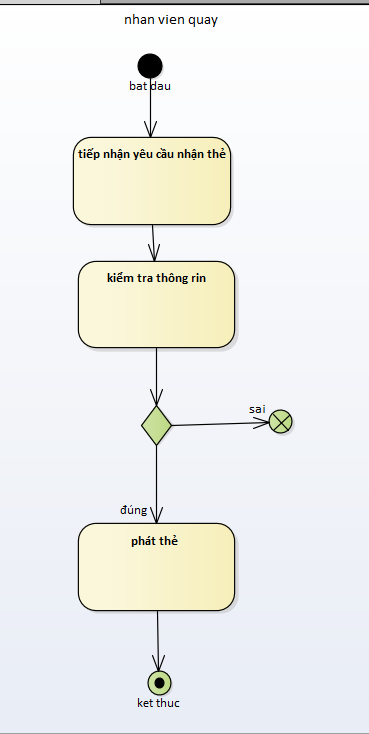 nhan vien quay
bat dau
tiếp nhận yêu cầu nhận thẻ
kiểm tra thông rin
sai
đúng
phát thẻ
ket thuc